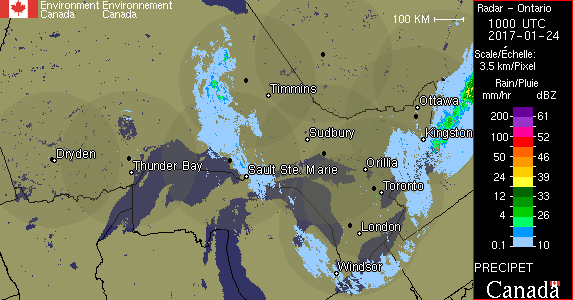 Environment Environnement
Canada Canada
100 KM
Timmins
Ottawa
Kingston
Sudbury
Dryden
Thunder Bay
Sault Ste. Marie
Orillia
Toronto
London
Windsor
Radar - Ontario
1000 UTC
2017-01-24
Scale/Échelle:
3.5 km/Pixel
Rain/Pluie
mm/hr dBZ
200 61
100 52
50 46
24 39
12 33
4 26
0.1 10
PRECIPET
Canada